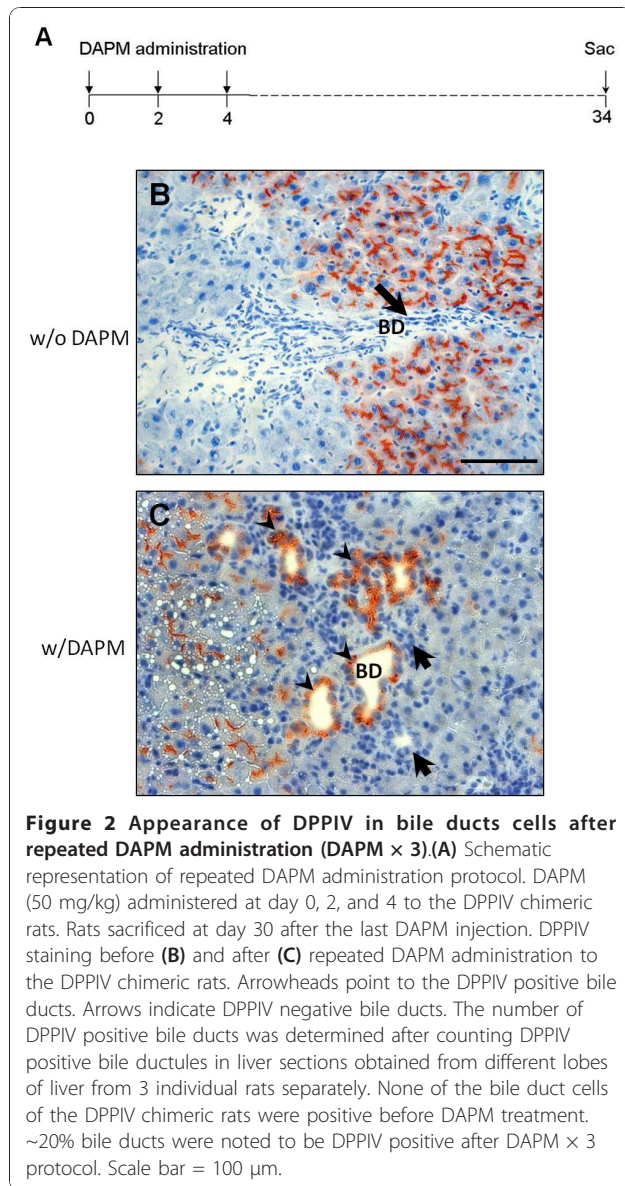 A
DAPM administration
Sac
0
2
4
34
B
BD
w/o DAPM
C
BD
w/DAPM
Figure 2 Appearance of DPPIV in bile ducts cells after
repeated DAPM administration (DAPM × 3).(A) Schematic
representation of repeated DAPM administration protocol. DAPM
(50 mg/kg) administered at day 0, 2, and 4 to the DPPIV chimeric
rats. Rats sacrificed at day 30 after the last DAPM injection. DPPIV
staining before (B) and after (C) repeated DAPM administration to
the DPPIV chimeric rats. Arrowheads point to the DPPIV positive bile
ducts. Arrows indicate DPPIV negative bile ducts. The number of
DPPIV positive bile ducts was determined after counting DPPIV
positive bile ductules in liver sections obtained from different lobes
of liver from 3 individual rats separately. None of the bile duct cells
of the DPPIV chimeric rats were positive before DAPM treatment.
~20% bile ducts were noted to be DPPIV positive after DAPM × 3
protocol. Scale bar = 100 μm.